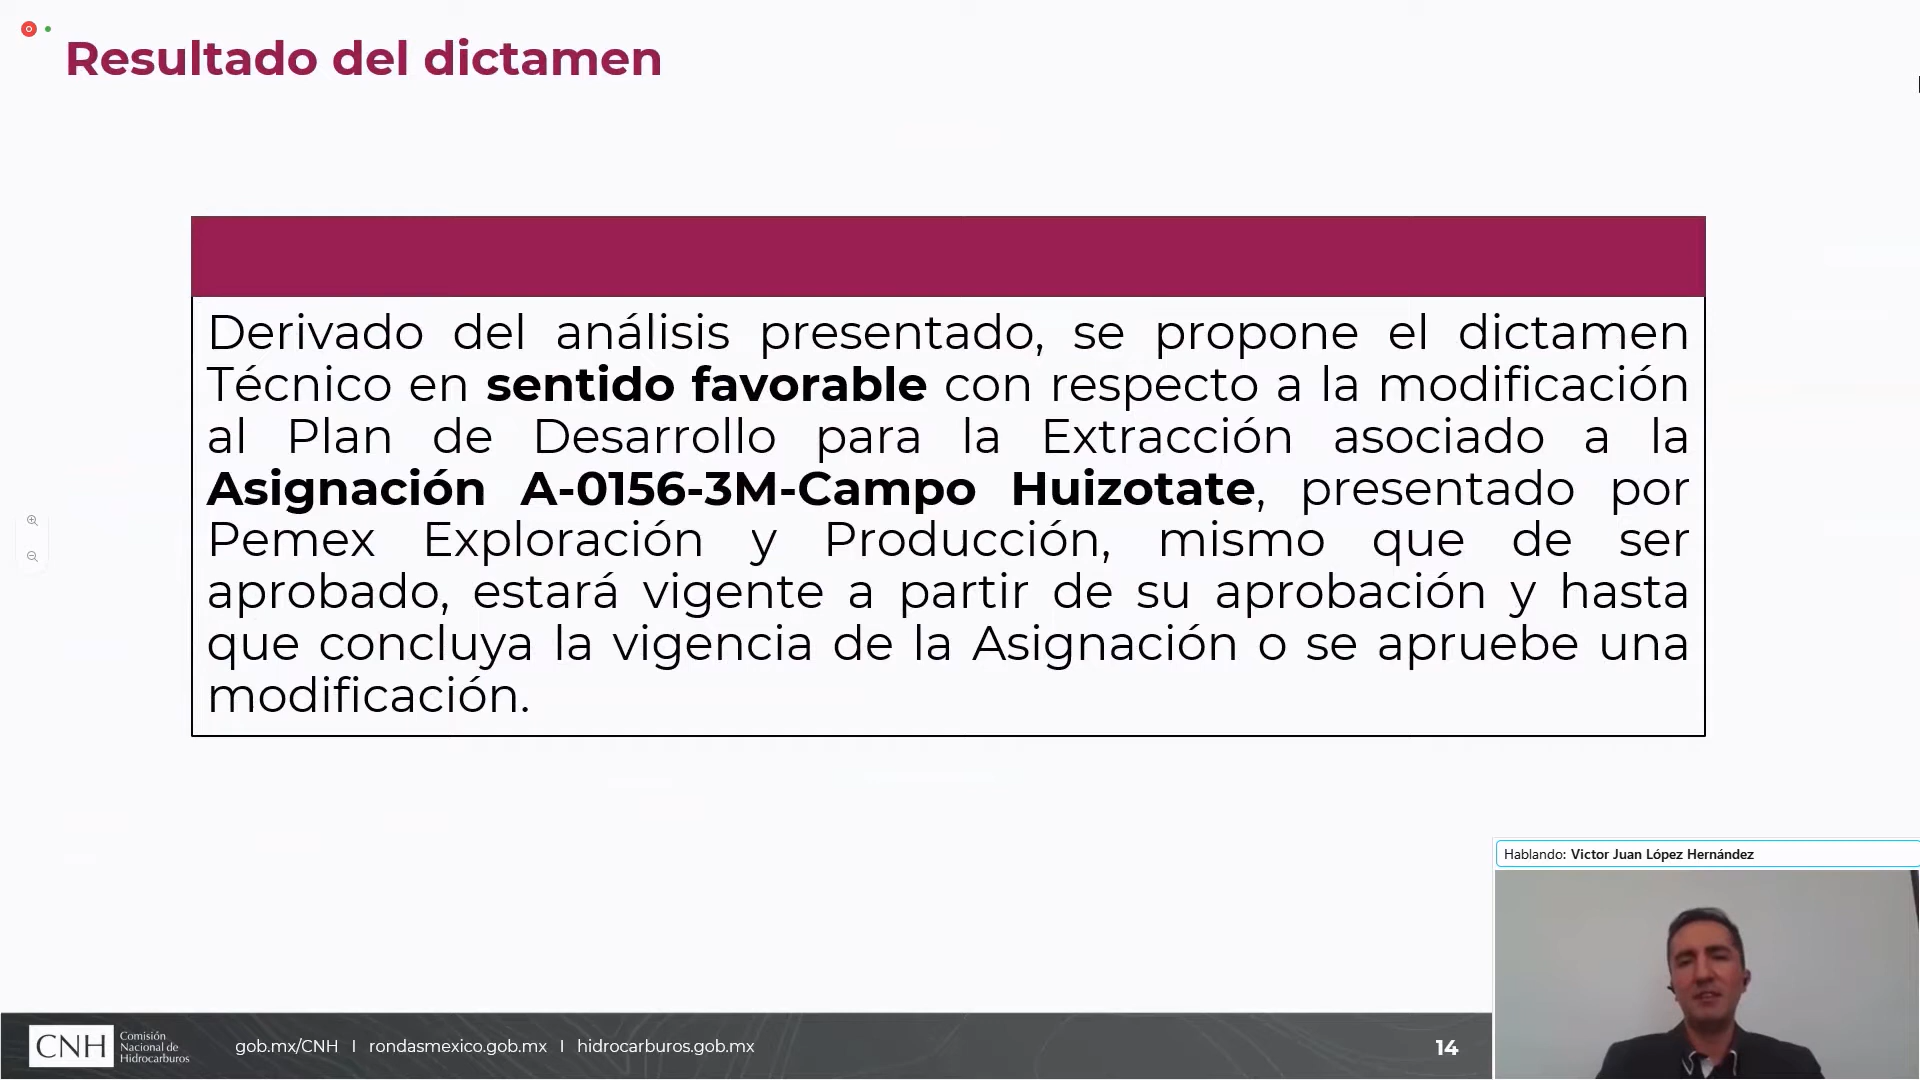 Resultado del dictamen
Derivado del análisis presentado, se propone el dictamen
Técnico en sentido favorable con respecto a la modificación
al Plan de Desarrollo para la Extracción asociado a la
Asignación A-0156-3M-Campo Huizotate, presentado por
Pemex Exploración y Producción, mismo que de ser
aprobado, estará vigente a partir de su aprobación y hasta
que concluya la vigencia de la Asignación o se apruebe una
modificación.
Hablando: Victor Juan López Hernández
CNH
Comisión
Nacional de
Hidrocarburos
gob.mx/CNH I rondasmexico.gob.mx I hidrocarburos.gob.mx
14